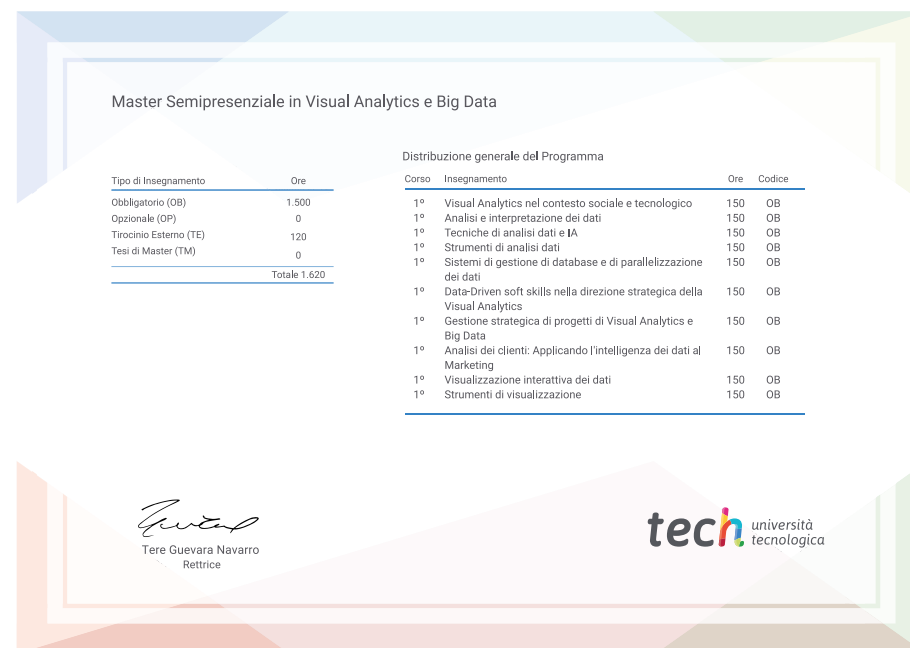 Master Semipresenziale in Visual Analytics e Big Data
Tipo di Insegnamento Ore
Obbligatorio (OB) 1.500
Opzionale (OP) 0
Tirocinio Esterno (TE) 120
Tesi di Master (TM) 0
Totale 1.620
Distribuzione generale del Programma
Corso Insegnamento Ore Codice
1º Visual Analytics nel contesto sociale e tecnologico 150 OB
1º Analisi e interpretazione dei dati 150 OB
1º Tecniche di analisi dati e IA 150 OB
1º Strumenti di analisi dati 150 OB
1º Sistemi di gestione di database e di parallelizzazione 150 OB
dei dati
1º Data-Driven soft skills nella direzione strategica della 150 OB
Visual Analytics
1º Gestione strategica di progetti di Visual Analytics e 150 OB
Big Data
1º Analisi dei clienti: Applicando l'intelligenza dei dati al 150 OB
Marketing
1º Visualizzazione interattiva dei dati 150 OB
1º Strumenti di visualizzazione 150 OB
Tere Guevara Navarro
Rettrice
tech università
tecnologica